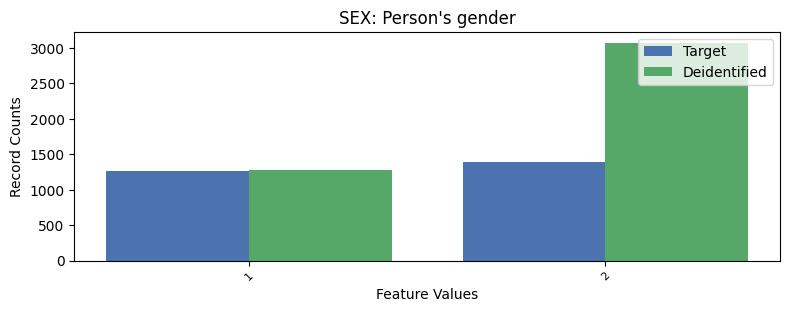 SEX: Person's gender
Target
Deidentified
3000
2500
2000
1500
1000
500
0
Record Counts
1
2
Feature Values